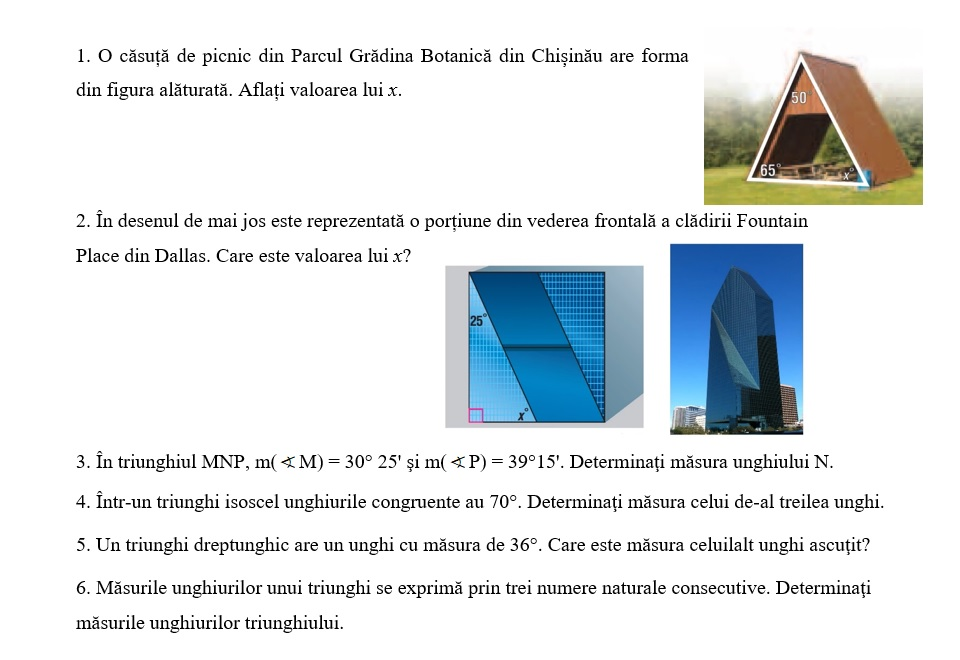 1. O căsuță de picnic din Parcul Grădina Botanică din Chișinău are forma
din figura alăturată. Aflați valoarea lui x.
50
65°
x°
2. În desenul de mai jos este reprezentată o porțiune din vederea frontală a clădirii Fountain
Place din Dallas. Care este valoarea lui x?
25°
x°
3. În triunghiul MNP, m(∢M) = 30° 25' şi m(∢P) = 39°15'. Determinați măsura unghiului N.
4. Într-un triunghi isoscel unghiurile congruente au 70°. Determinaţi măsura celui de-al treilea unghi.
5. Un triunghi dreptunghic are un unghi cu măsura de 36°. Care este măsura celuilalt unghi ascuţit?
6. Măsurile unghiurilor unui triunghi se exprimă prin trei numere naturale consecutive. Determinaţi
măsurile unghiurilor triunghiului.